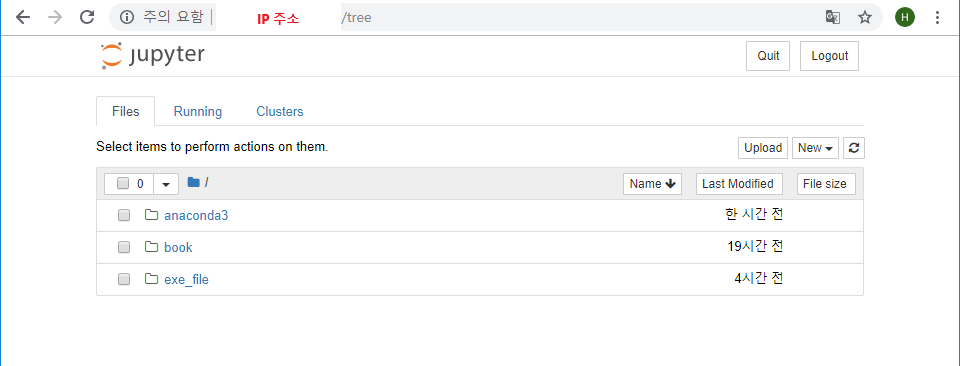 주의 요함 | IP 주소 /tree H
jupyter Quit Logout
Files Running Clusters
Select items to perform actions on them. Upload New
0 / Name Last Modified File size
anaconda3 한 시간 전
book 19시간 전
exe_file 4시간 전